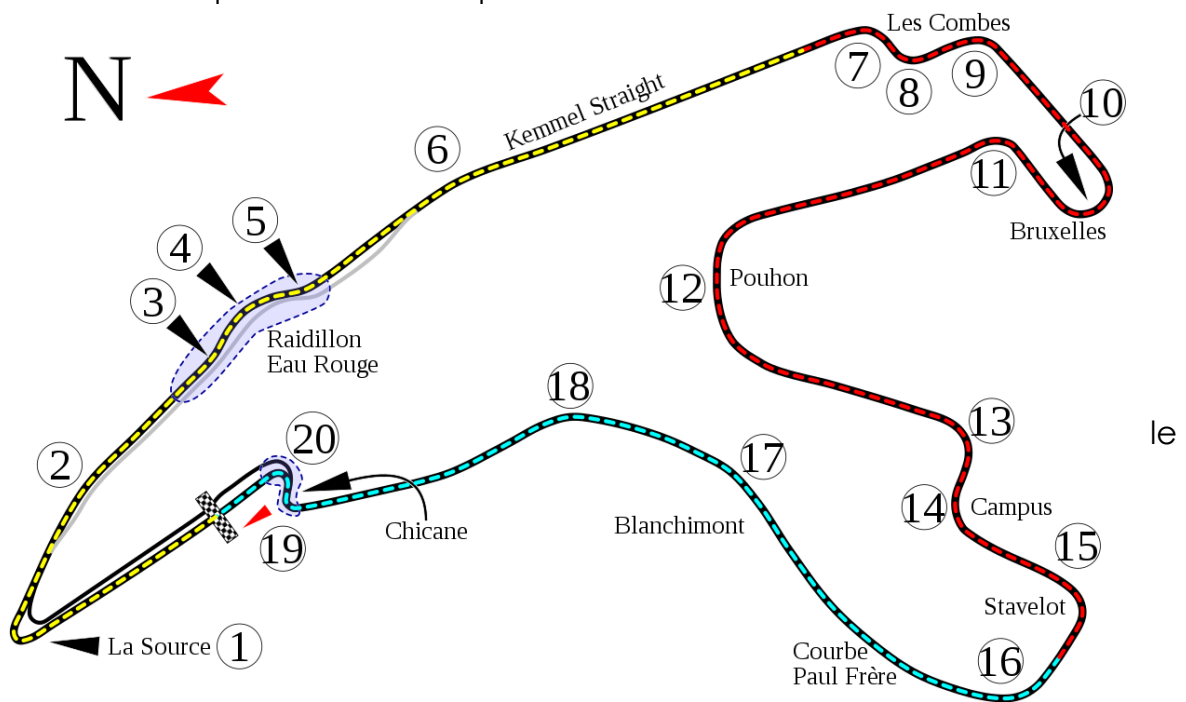 Les Combes
N
7
8
9
10
Kemmel Straight
6
11
5
Bruxelles
4
12
Pouhon
3
Raidillon
Eau Rouge
18
13
le
20
2
17
14
Campus
Chicane
Blanchimont
19
15
Stavelot
La Source
1
Courbe
Paul Frère
16